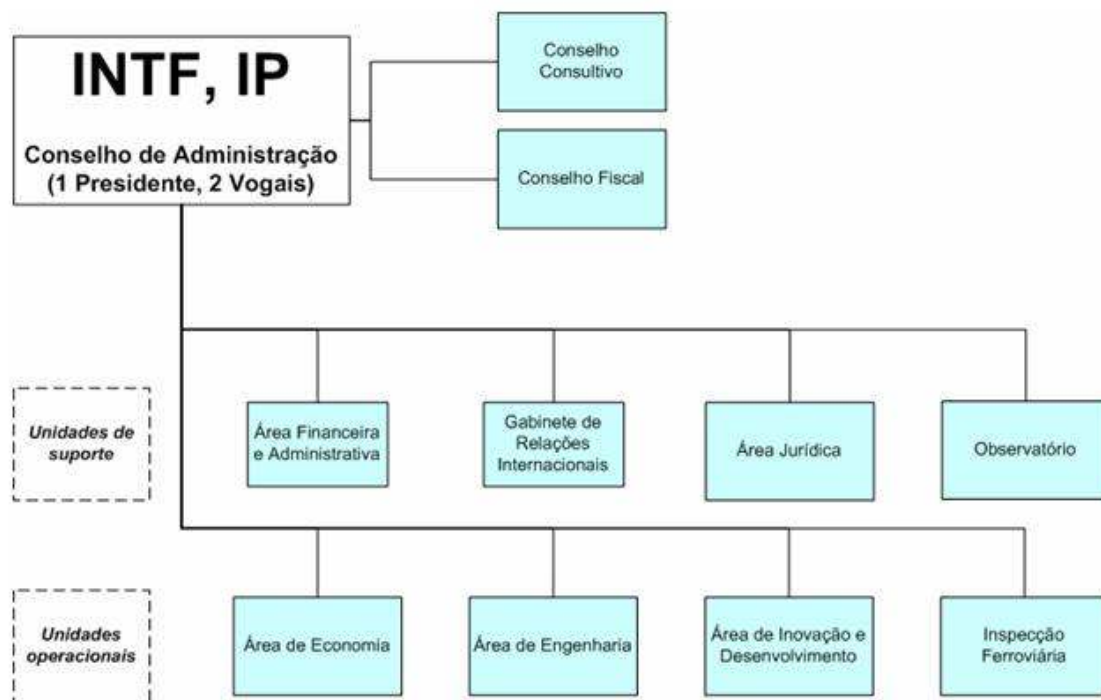 INTF, IP
Conselho de Administração
(1 Presidente, 2 Vogais)
Conselho
Consultivo
Conselho Fiscal
Unidades de
suporte
Área Financeira
e Administrativa
Gabinete de
Relações
Internacionais
Área Jurídica
Observatório
Unidades
operacionais
Área de Economia
Área de Engenharia
Área de Inovação e
Desenvolvimento
Inspecção
Ferroviária